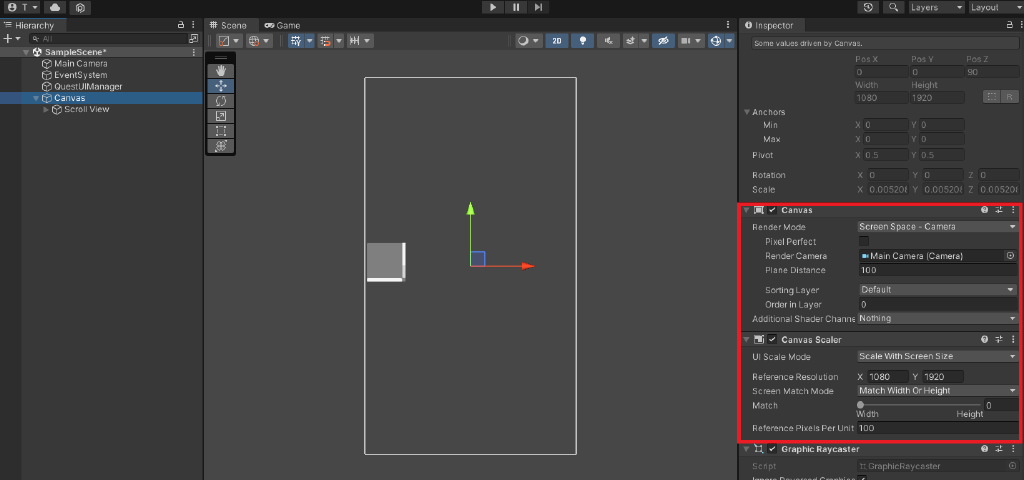 T
Layers
Layout
Hierarchy
All
SampleScene*
Main Camera
EventSystem
QuestUIManager
Canvas
Scroll View
Scene
Game
2D
Inspector
Some values driven by Canvas.
Pos X Pos Y Pos Z
0 0 90
Width Height
1080 1920
R
Anchors
Min X 0 Y 0
Max X 0 Y 0
Pivot X 0.5 Y 0.5
Rotation X 0 Y 0 Z 0
Scale X 0.005208 Y 0.005208 Z 0.005208
Canvas
Render Mode Screen Space - Camera
Pixel Perfect
Render Camera Main Camera (Camera)
Plane Distance 100
Sorting Layer Default
Order in Layer 0
Additional Shader Channe Nothing
Canvas Scaler
UI Scale Mode Scale With Screen Size
Reference Resolution X 1080 Y 1920
Screen Match Mode Match Width Or Height
Match 0
Width Height
Reference Pixels Per Unit 100
Graphic Raycaster
Script GraphicRaycaster